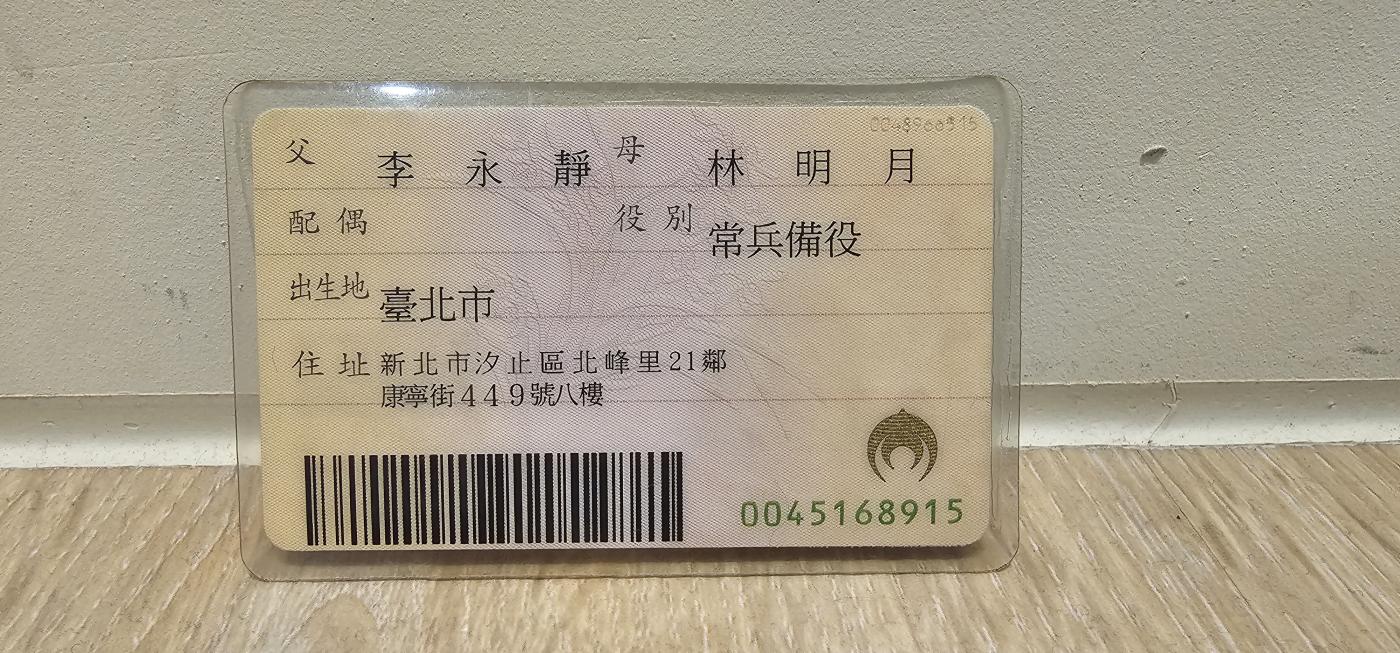 父 李永靜 母 林明月
配偶 役別 常兵備役
出生地 臺北市
住址 新北市汐止區北峰里21鄰
康寧街449號八樓
0045168915